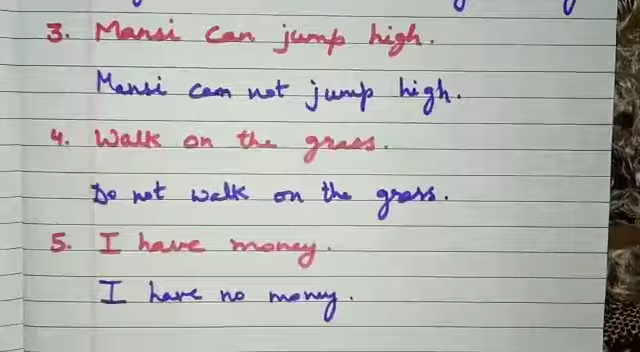 3. Mansi can jump high.
Mansi can not jump high.
4. Walk on the grass.
Do not walk on the grass.
5. I have money.
I have no money.